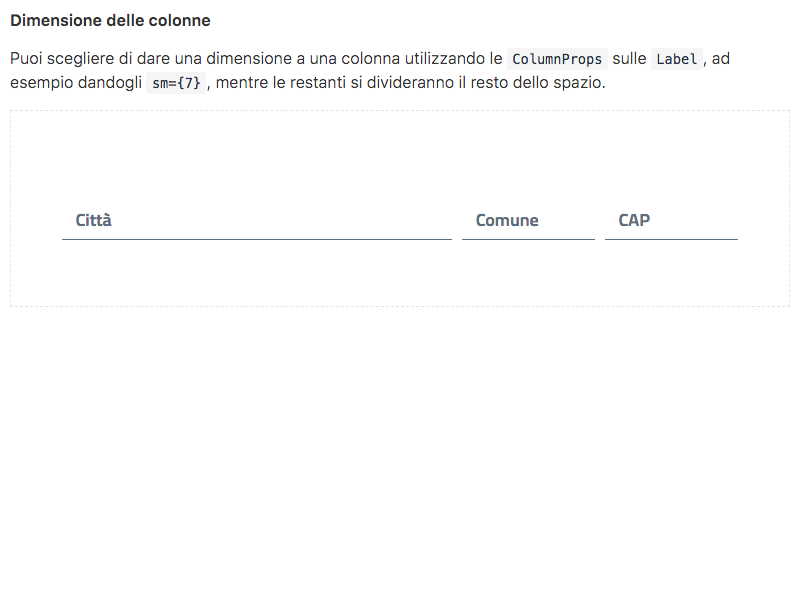 Dimensione delle colonne
Puoi scegliere di dare una dimensione a una colonna utilizzando le ColumnProps sulle Label , ad
esempio dandogli sm={7} , mentre le restanti si divideranno il resto dello spazio.
Città Comune CAP